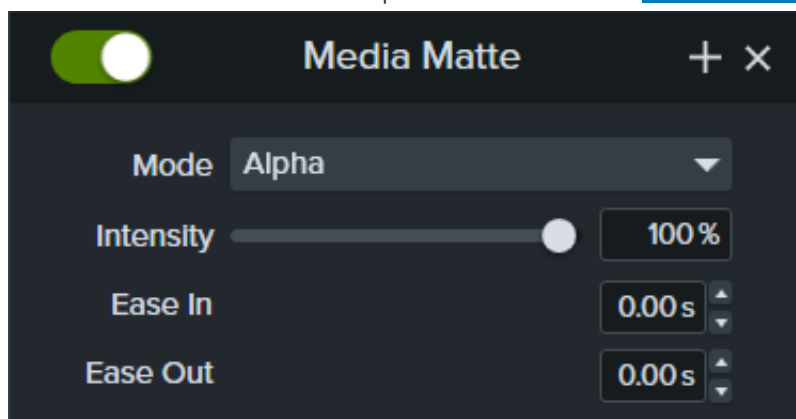 Media Matte
Mode Alpha
Intensity 100%
Ease In 0.00s
Ease Out 0.00s